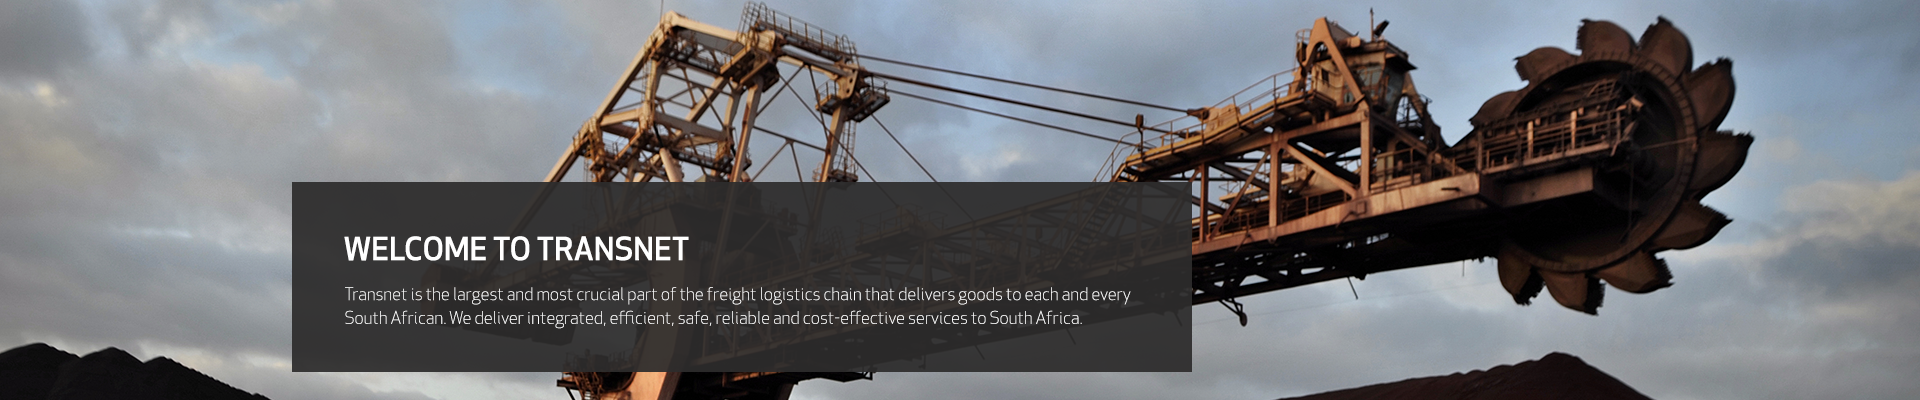 WELCOME TO TRANSNET
Transnet is the largest and most crucial part of the freight logistics chain that delivers goods to each and every
South African. We deliver integrated, efficient, safe, reliable and cost-effective services to South Africa.